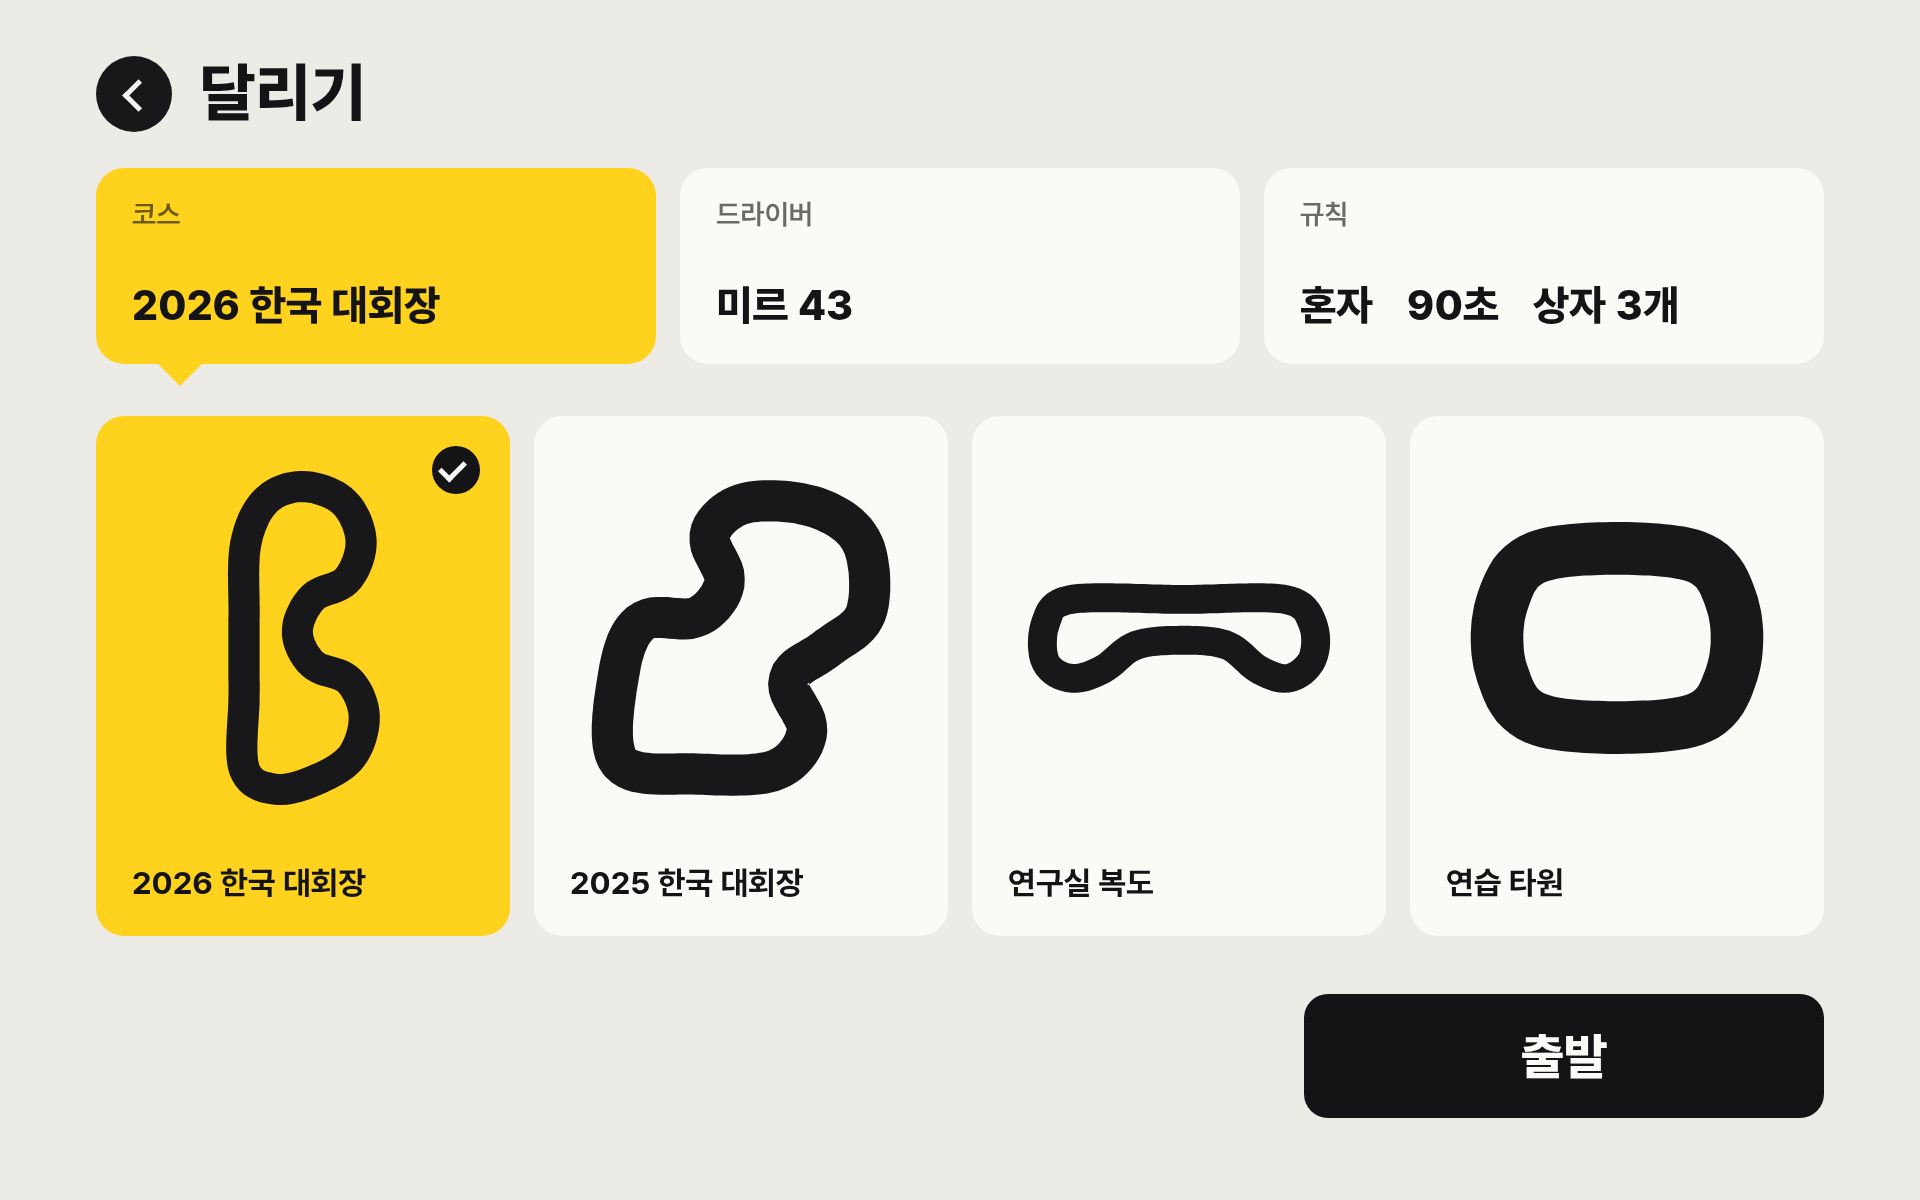 달리기
코스
2026 한국 대회장
드라이버
미르 43
규칙
혼자 90초 상자 3개
2026 한국 대회장
2025 한국 대회장
연구실 복도
연습 타원
출발